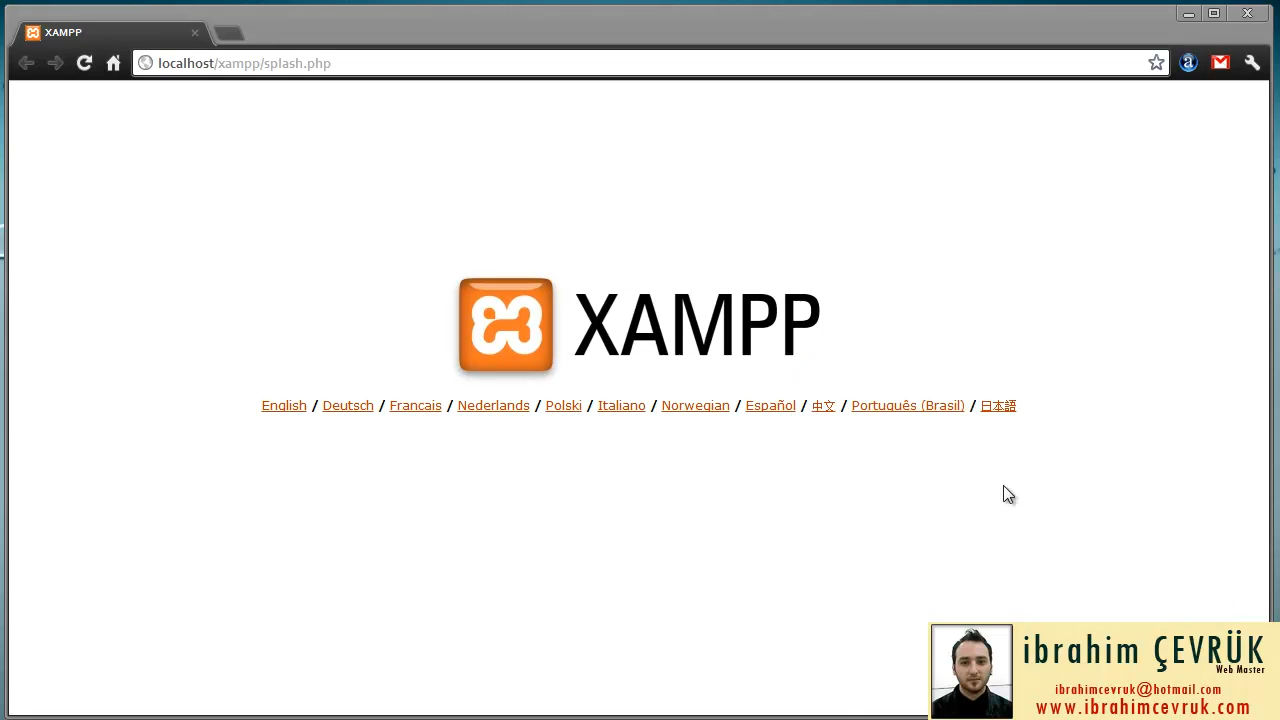 XAMPP
localhost/xampp/splash.php
XAMPP
English / Deutsch / Francais / Nederlands / Polski / Italiano / Norwegian / Español / 中文 / Português (Brasil) / 日本語
ibrahim ÇEVRÜK
Web Master
ibrahimcevruk@hotmail.com
www.ibrahimcevruk.com